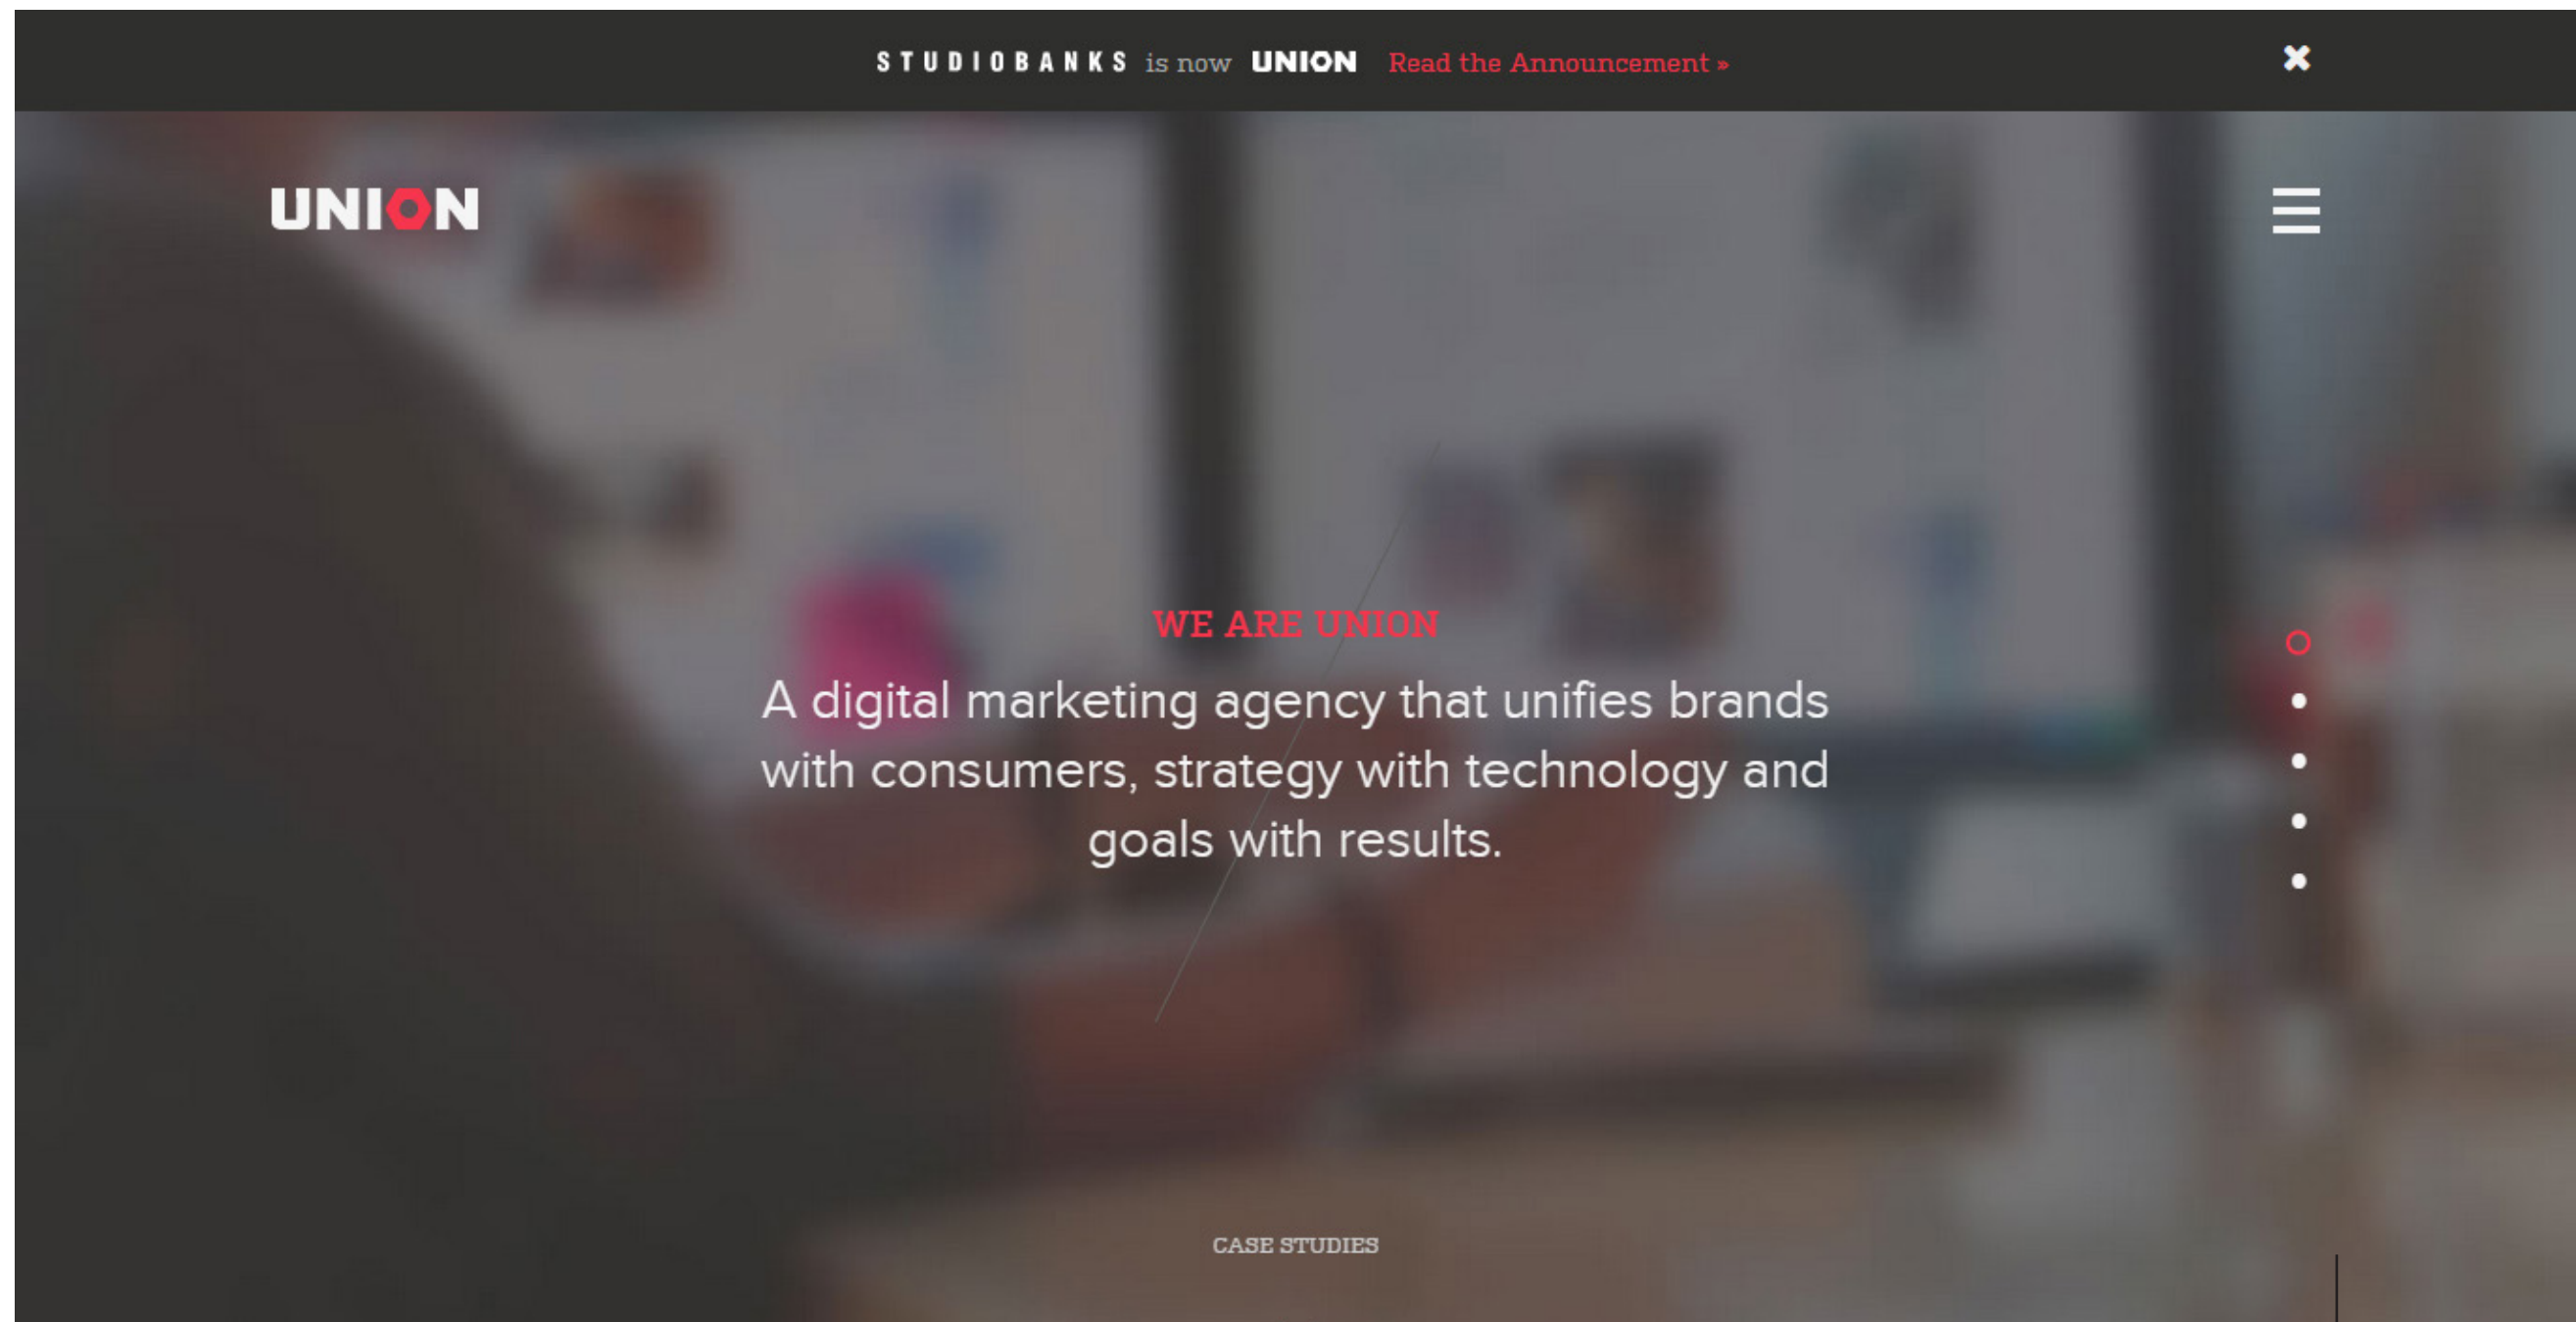 STUDIOBANKS is now UNION Read the Announcement »
UNION
WE ARE UNION
A digital marketing agency that unifies brands
with consumers, strategy with technology and
goals with results.
CASE STUDIES